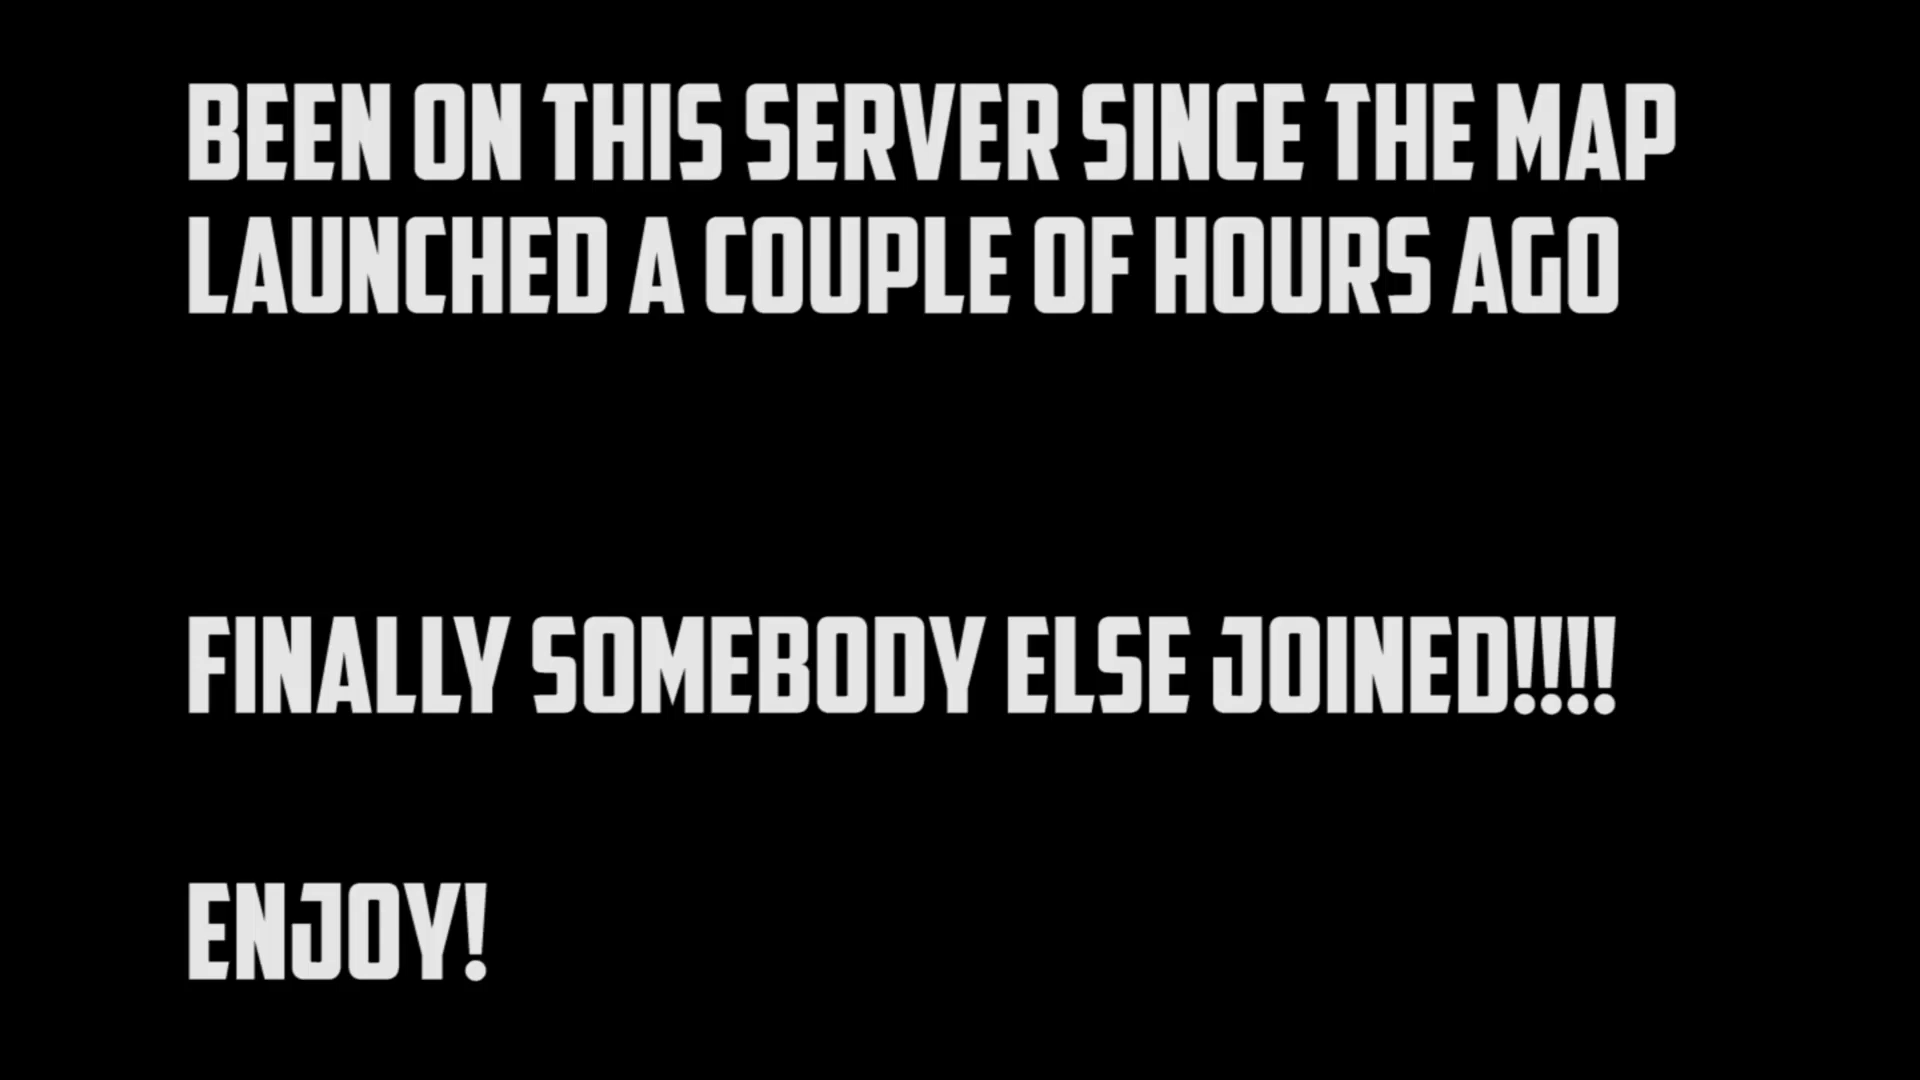 BEEN ON THIS SERVER SINCE THE MAP
LAUNCHED A COUPLE OF HOURS AGO
FINALLY SOMEBODY ELSE JOINED!!!!
ENJOY!